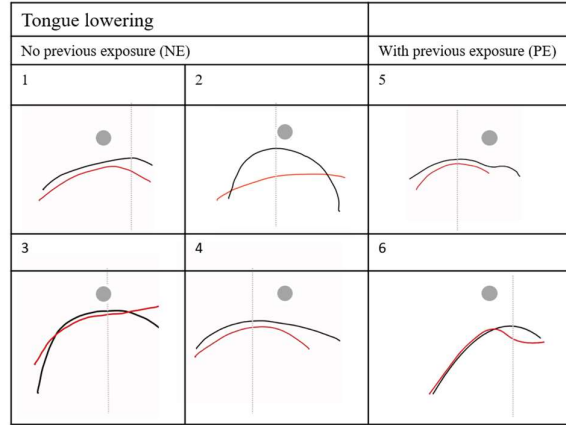 Tongue lowering
No previous exposure (NE)
With previous exposure (PE)
1
2
5
3
4
6